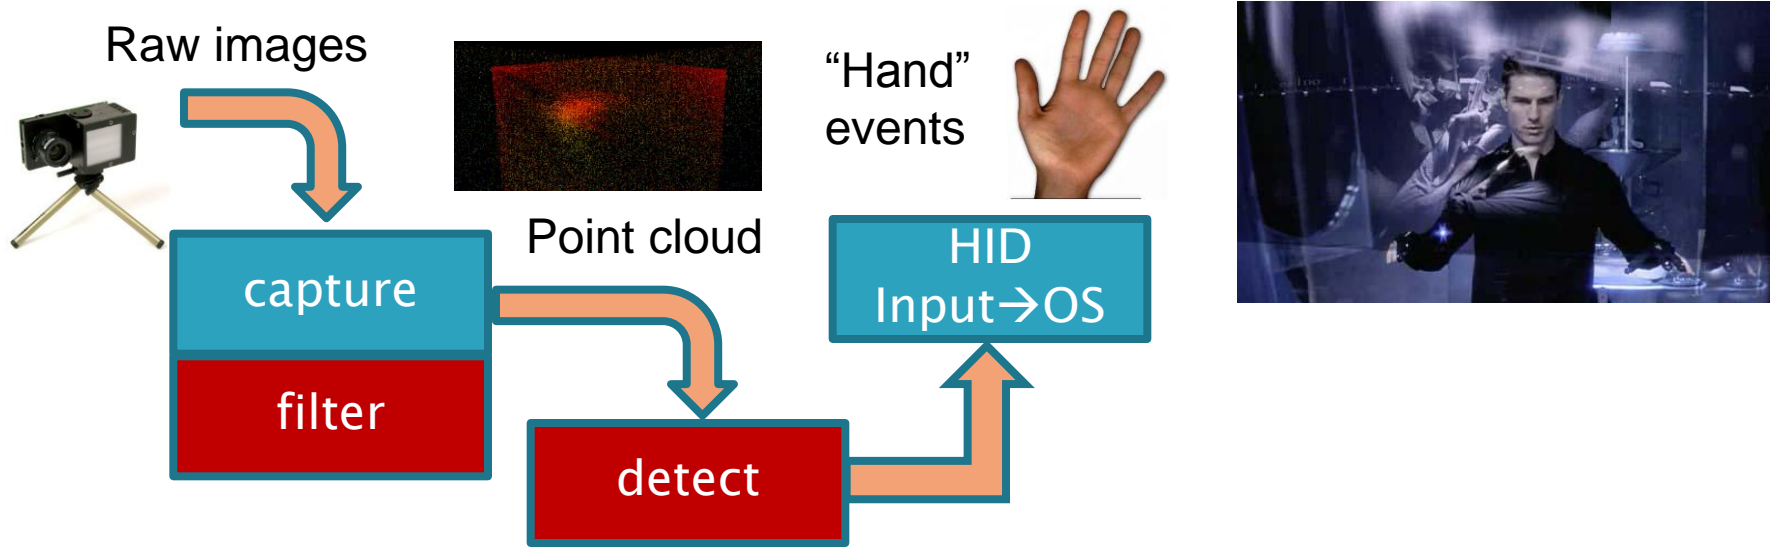 Raw images
“Hand”
events
Point cloud
capture
filter
HID
Input→OS
detect